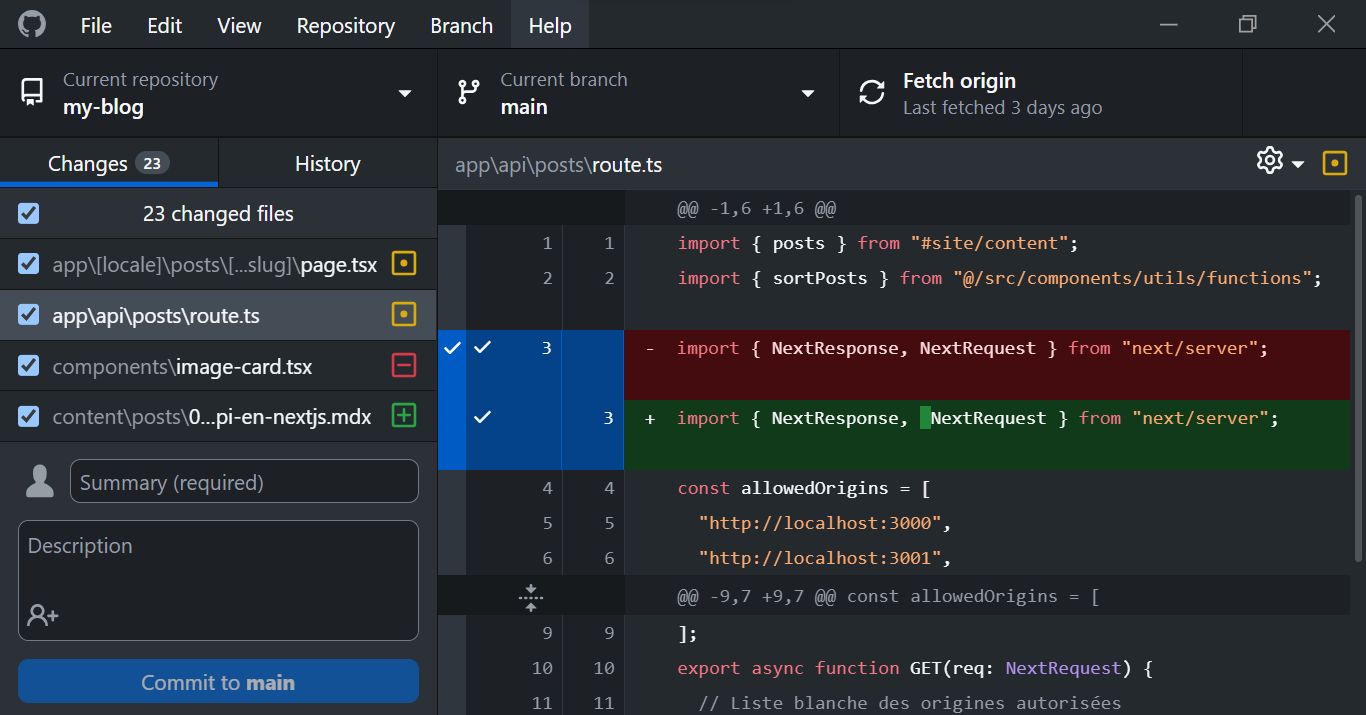 File Edit View Repository Branch Help
Current repository
my-blog
Current branch
main
Fetch origin
Last fetched 3 days ago
Changes 23
History
23 changed files
app\[locale]\posts\[...slug]\page.tsx
app\api\posts\route.ts
components\image-card.tsx
content\posts\0...pi-en-nextjs.mdx
Summary (required)
Description
Commit to main
app\api\posts\route.ts
@@ -1,6 +1,6 @@
1 1 import { posts } from "#site/content";
2 2 import { sortPosts } from "@/src/components/utils/functions";
3 - import { NextResponse, NextRequest } from "next/server";
3 + import { NextResponse,  NextRequest } from "next/server";
4 4 const allowedOrigins = [
5 5 "http://localhost:3000",
6 6 "http://localhost:3001",
@@ -9,7 +9,7 @@ const allowedOrigins = [
9 9 ];
10 10 export async function GET(req: NextRequest) {
11 11 // Liste blanche des origines autorisées